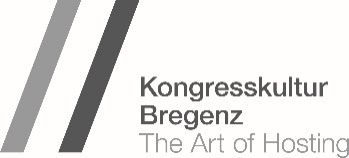 Kongresskultur
Bregenz
The Art of Hosting